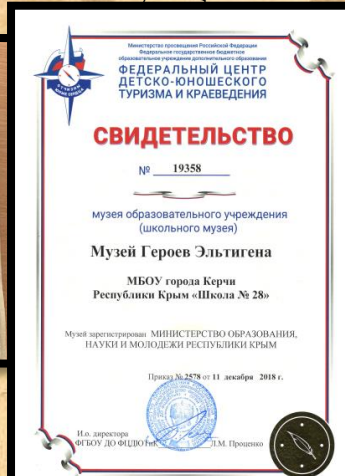 Министерство просвещения Российской Федерации
Федеральное государственное бюджетное
образовательное учреждение дополнительного образования
ФЕДЕРАЛЬНЫЙ ЦЕНТР
ДЕТСКО-ЮНОШЕСКОГО
ТУРИЗМА И КРАЕВЕДЕНИЯ
СВИДЕТЕЛЬСТВО
№ 19358
музея образовательного учреждения
(школьного музея)
Музей Героев Эльтигена
МБОУ города Керчи
Республики Крым «Школа № 28»
Музей зарегистрирован МИНИСТЕРСТВО ОБРАЗОВАНИЯ,
НАУКИ И МОЛОДЕЖИ РЕСПУБЛИКИ КРЫМ
Приказ № 2578 от 11 декабря 2018 г.
И.о. директора
ФГБОУ ДО ФЦДЮТиК Д.М. Проценко